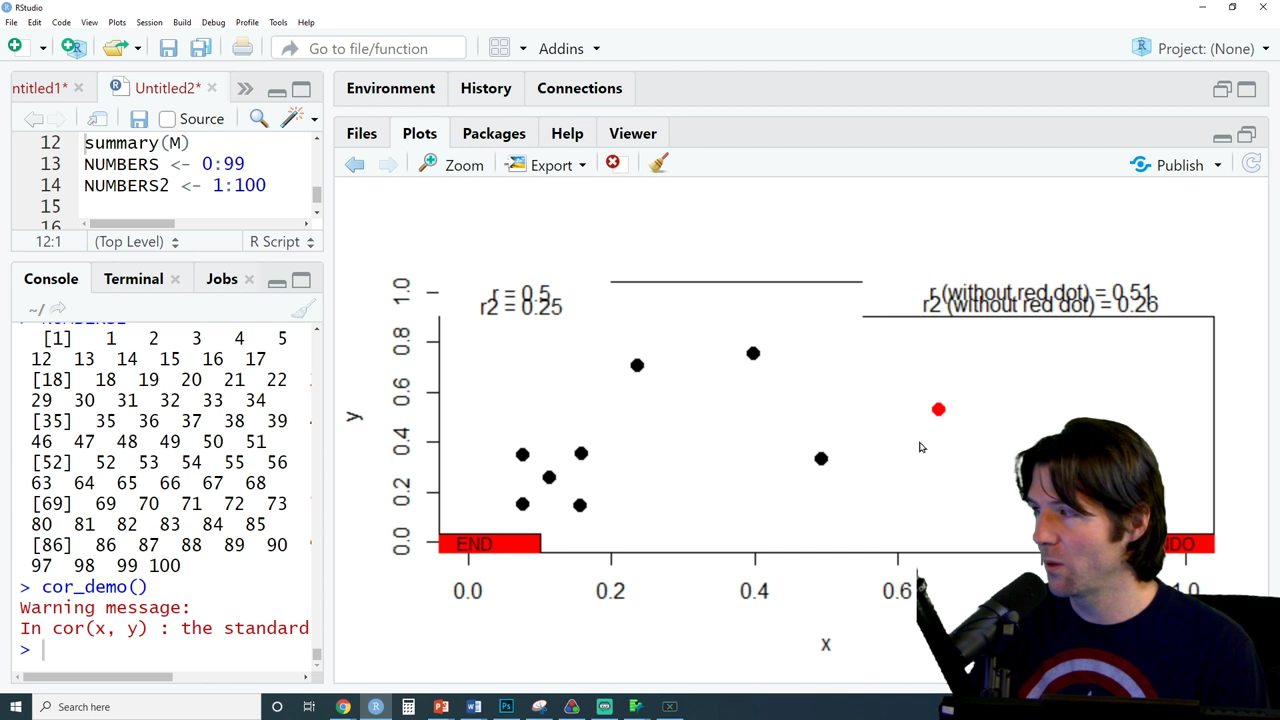 RStudio
File Edit Code View Plots Session Build Debug Profile Tools Help
Go to file/function
Addins
Project: (None)
ntitled1*
Untitled2*
Source
12 summary(M)
13 NUMBERS <- 0:99
14 NUMBERS2 <- 1:100
15
16
12:1 (Top Level) R Script
Console Terminal Jobs
~/
[1] 1 2 3 4 5
12 13 14 15 16 17
[18] 18 19 20 21 22
29 30 31 32 33 34
[35] 35 36 37 38 39
46 47 48 49 50 51
[52] 52 53 54 55 56
63 64 65 66 67 68
[69] 69 70 71 72 73
80 81 82 83 84 85
[86] 86 87 88 89 90
97 98 99 100
> cor_demo()
Warning message:
In cor(x, y) : the standard
>
Environment History Connections
Files Plots Packages Help Viewer
Zoom Export Publish
r = 0.5
r2 = 0.25
r (without red dot) = 0.51
r2 (without red dot) = 0.26
1.0
0.8
0.6
0.4
0.2
0.0
y
END
NDO
0.0 0.2 0.4 0.6 1.0
x
Search here